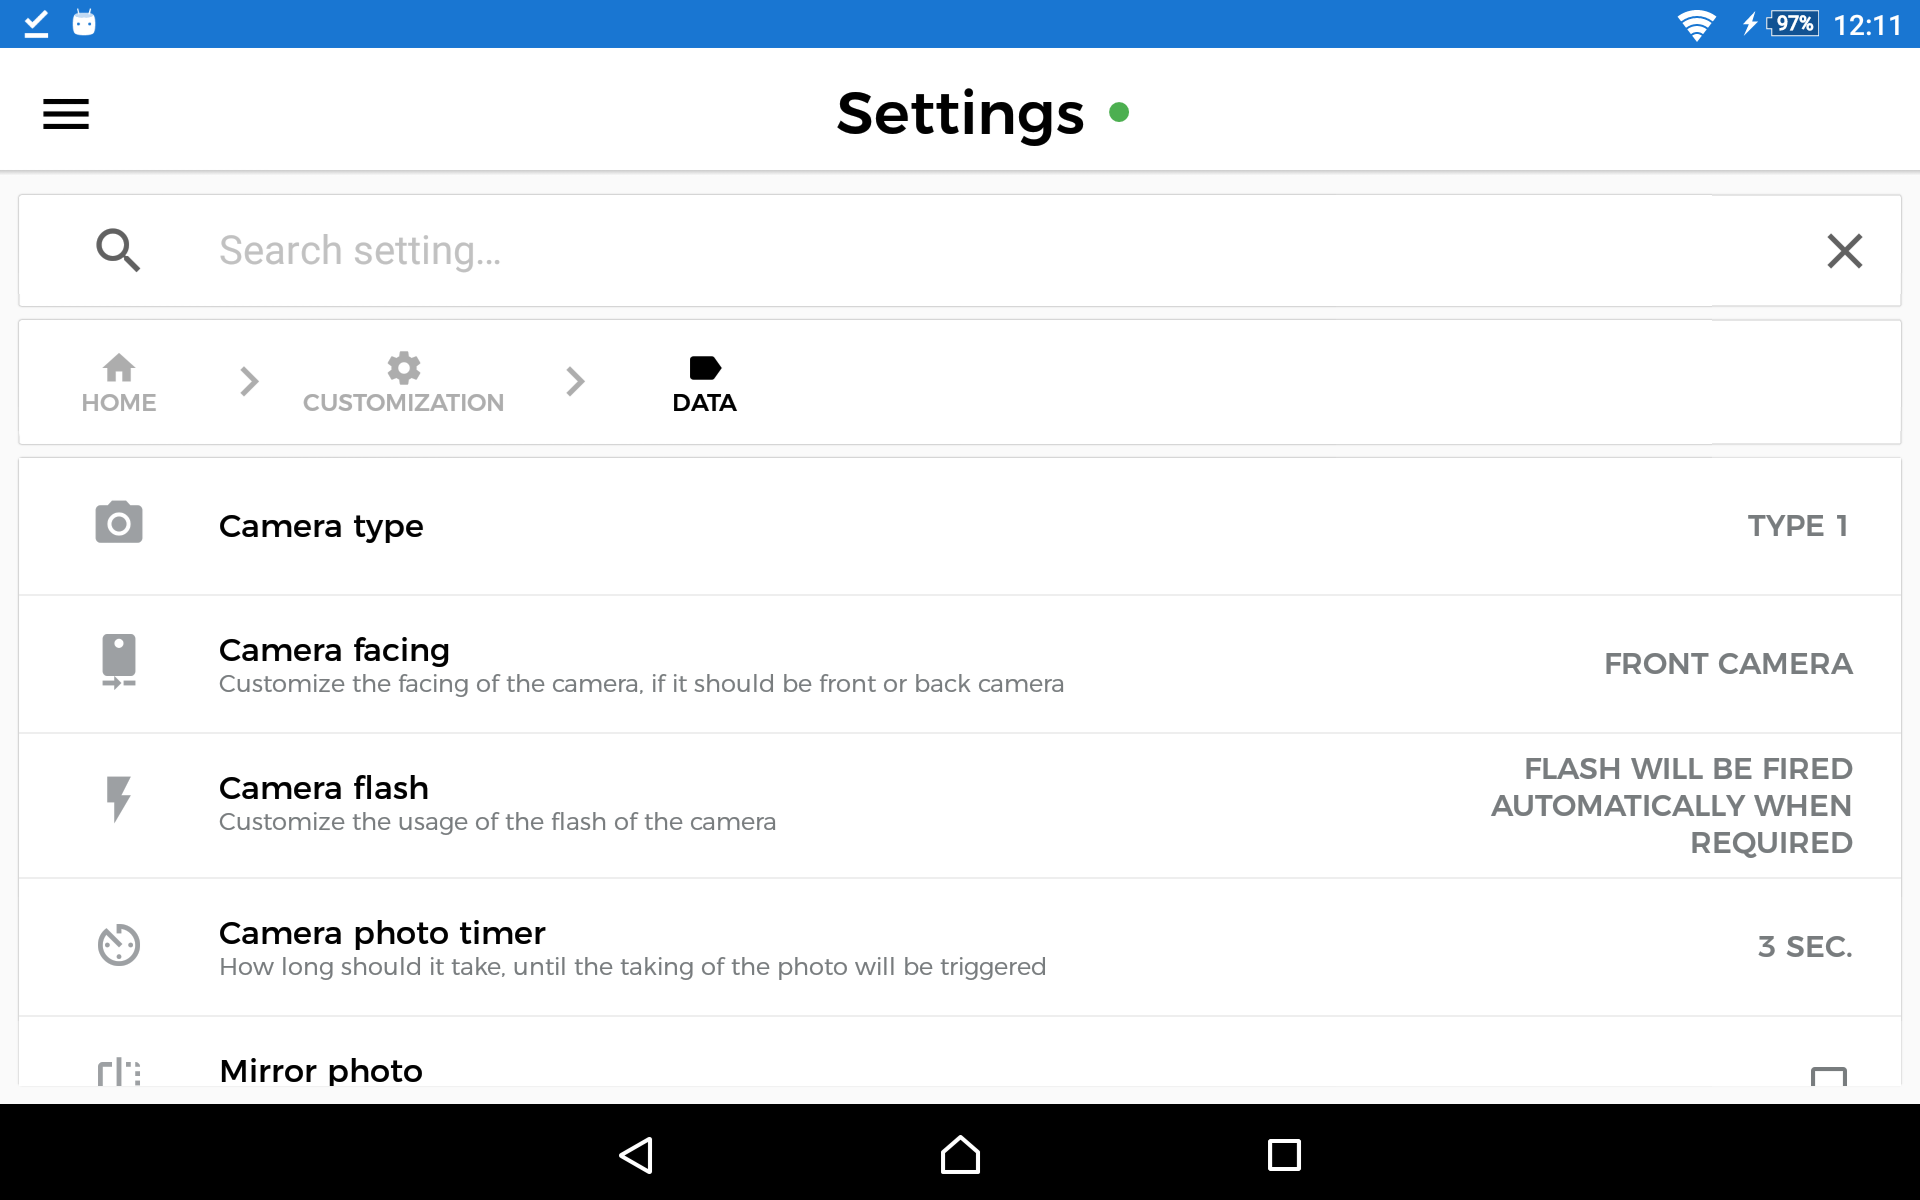 97% 12:11
Settings
Search setting...
HOME CUSTOMIZATION DATA
Camera type TYPE 1
Camera facing
Customize the facing of the camera, if it should be front or back camera
FRONT CAMERA
Camera flash
Customize the usage of the flash of the camera
FLASH WILL BE FIRED
AUTOMATICALLY WHEN
REQUIRED
Camera photo timer
How long should it take, until the taking of the photo will be triggered
3 SEC.
Mirror photo